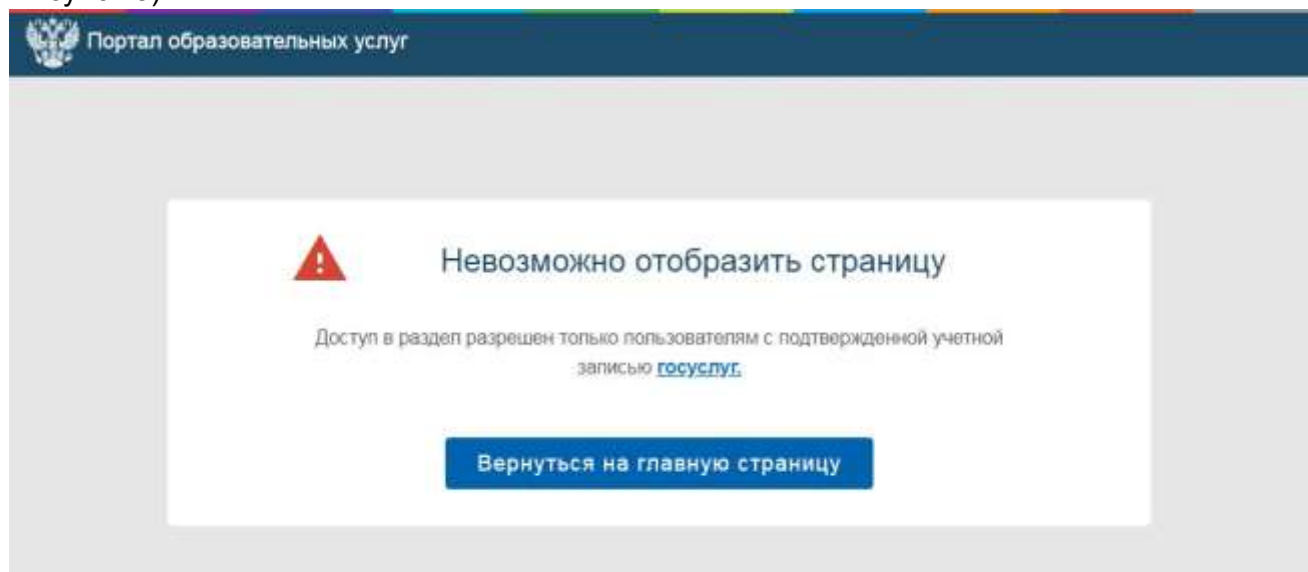 Портал образовательных услуг
Невозможно отобразить страницу
Доступ в раздел разрешен только пользователям с подтвержденной учетной
записью госуслуг.
Вернуться на главную страницу